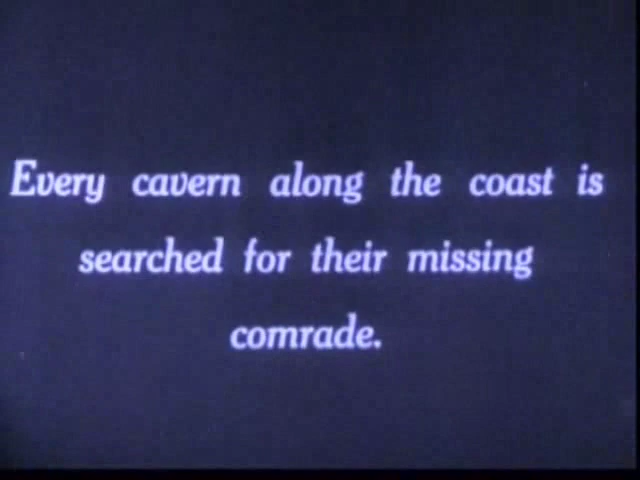 Every cavern along the coast is
searched for their missing
comrade.